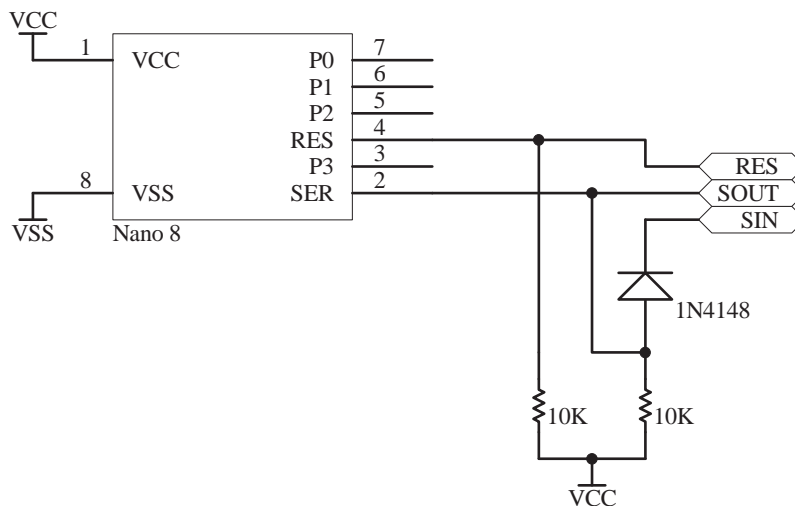 VCC
1 VCC P0 7
P1 6
P2 5
RES 4
P3 3
8 VSS SER 2
VSS
Nano 8
RES
SOUT
SIN
1N4148
10K 10K
VCC